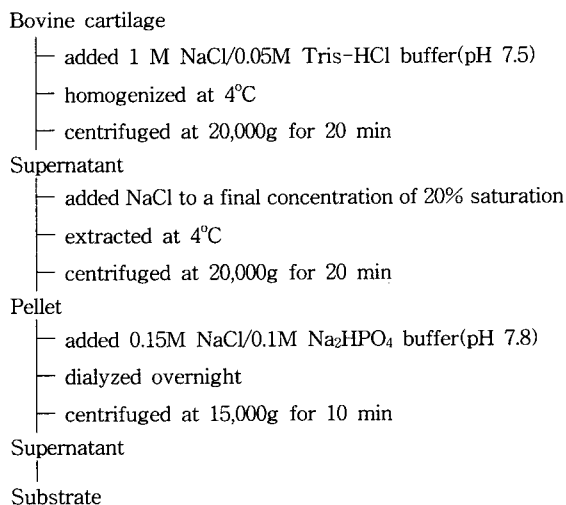 Bovine cartilage
added 1 M NaCl/0.05M Tris-HCl buffer(pH 7.5)
homogenized at 4°C
centrifuged at 20,000g for 20 min
Supernatant
added NaCl to a final concentration of 20% saturation
extracted at 4°C
centrifuged at 20,000g for 20 min
Pellet
added 0.15M NaCl/0.1M Na₂HPO₄ buffer(pH 7.8)
dialyzed overnight
centrifuged at 15,000g for 10 min
Supernatant
Substrate